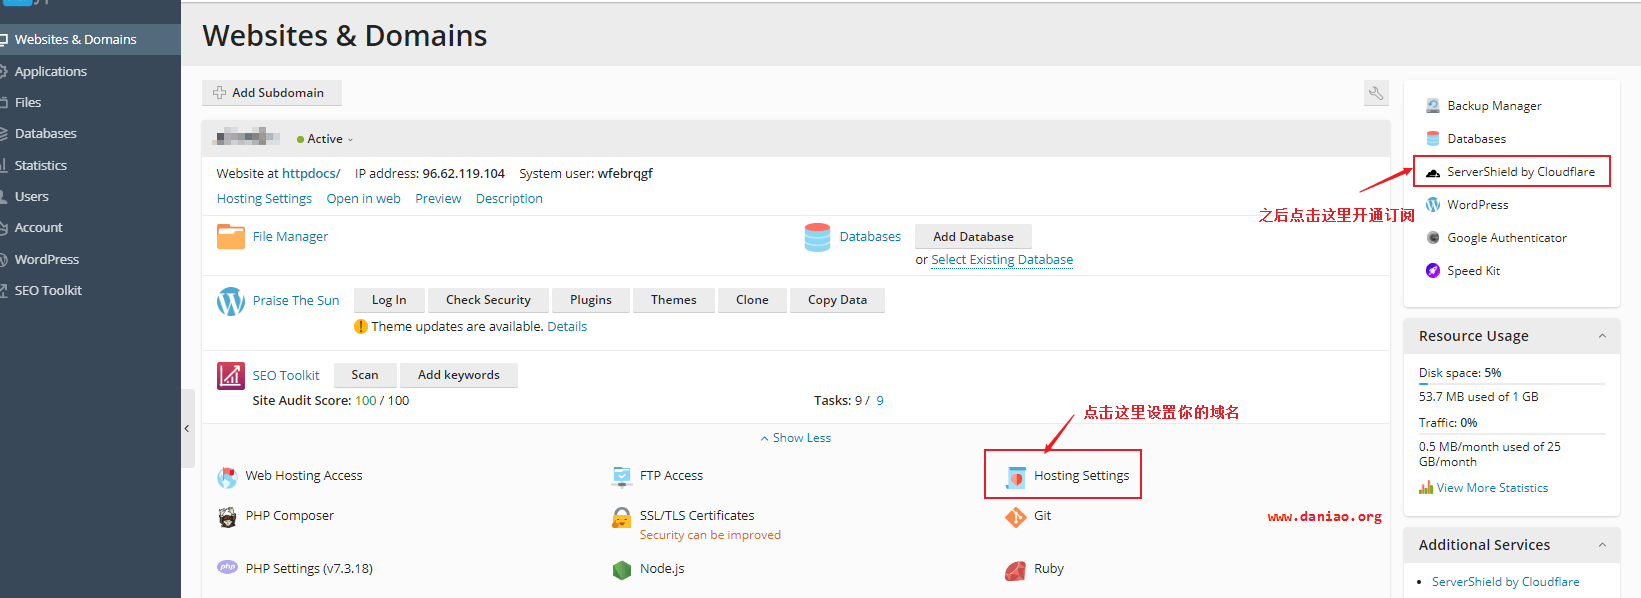 Websites & Domains
Applications
Files
Databases
Statistics
Users
Account
WordPress
SEO Toolkit
Websites & Domains
Add Subdomain
Active
Website at httpdocs/ IP address: 96.62.119.104 System user: wfebrqgf
Hosting Settings Open in web Preview Description
File Manager
Databases Add Database
or Select Existing Database
Praise The Sun Log In Check Security Plugins Themes Clone Copy Data
Theme updates are available. Details
SEO Toolkit Scan Add keywords
Site Audit Score: 100 / 100 Tasks: 9 / 9
点击这里设置你的域名
Show Less
Web Hosting Access FTP Access Hosting Settings
PHP Composer SSL/TLS Certificates Git
Security can be improved
PHP Settings (v7.3.18) Node.js Ruby
www.daniao.org
Backup Manager
Databases
ServerShield by Cloudflare
之后点击这里开通订阅
WordPress
Google Authenticator
Speed Kit
Resource Usage
Disk space: 5%
53.7 MB used of 1 GB
Traffic: 0%
0.5 MB/month used of 25
GB/month
View More Statistics
Additional Services
ServerShield by Cloudflare